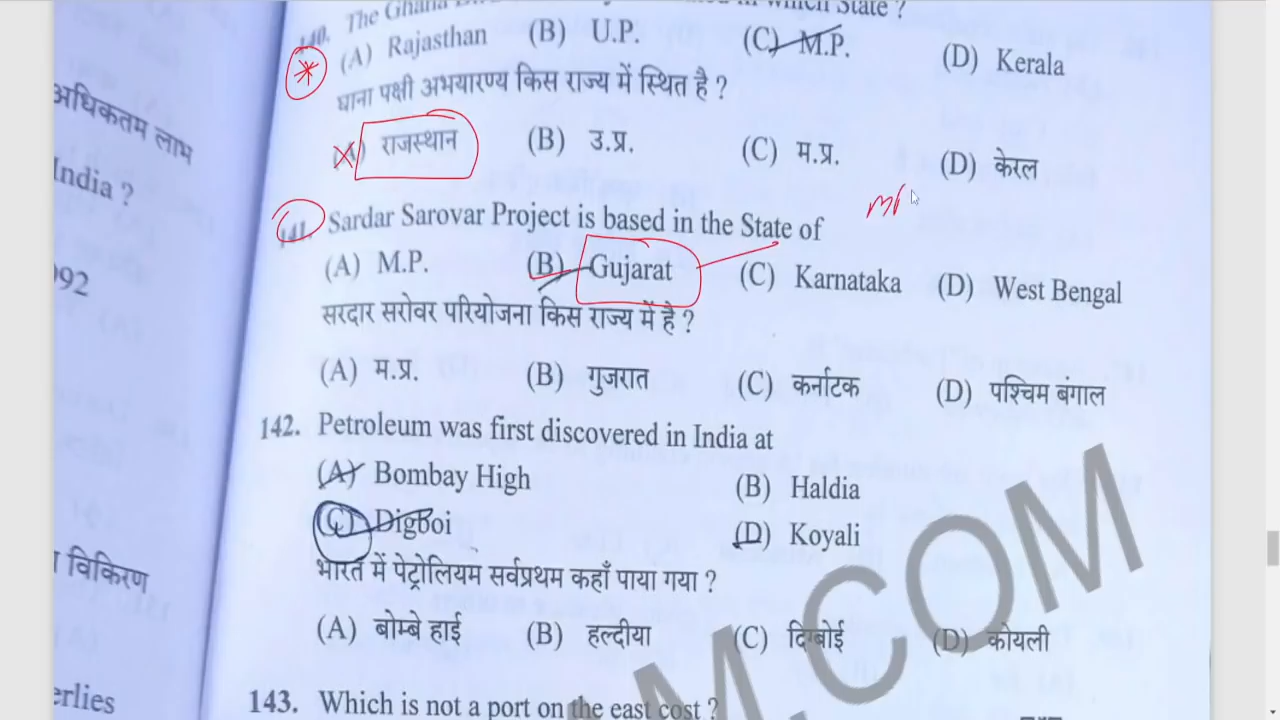 140. The Ghana which State ?
(A) Rajasthan (B) U.P. (C) M.P. (D) Kerala
घाना पक्षी अभयारण्य किस राज्य में स्थित है ?
(A) राजस्थान (B) उ.प्र. (C) म.प्र. (D) केरल
141. Sardar Sarovar Project is based in the State of
(A) M.P. (B) Gujarat (C) Karnataka (D) West Bengal
सरदार सरोवर परियोजना किस राज्य में है ?
(A) म.प्र. (B) गुजरात (C) कर्नाटक (D) पश्चिम बंगाल
142. Petroleum was first discovered in India at
(A) Bombay High (B) Haldia
(C) Digboi (D) Koyali
भारत में पेट्रोलियम सर्वप्रथम कहाँ पाया गया ?
(A) बोम्बे हाई (B) हल्दीया (C) दिग्बोई (D) कोयली
143. Which is not a port on the east cost ?
अधिकतम लाभ
India ?
992
विकिरण
erlies
M.COM